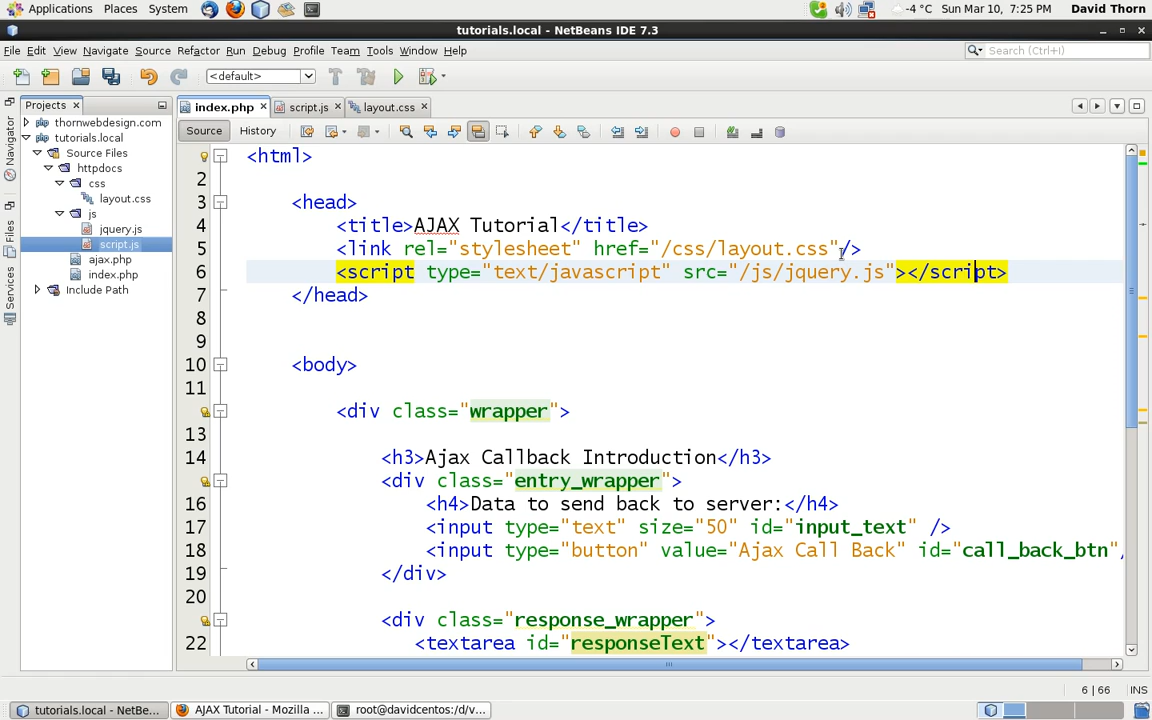 Applications Places System -4 °C Sun Mar 10, 7:25 PM David Thorn
tutorials.local - NetBeans IDE 7.3
File Edit View Navigate Source Refactor Run Debug Profile Team Tools Window Help Search (Ctrl+I)
<default>
Projects index.php script.js layout.css
Source History
Navigator
Files
Services
thornwebdesign.com
tutorials.local
Source Files
httpdocs
css
layout.css
js
jquery.js
script.js
ajax.php
index.php
Include Path
<html>
2
3 <head>
4 <title>AJAX Tutorial</title>
5 <link rel="stylesheet" href="/css/layout.css"/>
6 <script type="text/javascript" src="/js/jquery.js"></script>
7 </head>
8
9
10 <body>
11
<div class="wrapper">
13
14 <h3>Ajax Callback Introduction</h3>
<div class="entry_wrapper">
16 <h4>Data to send back to server:</h4>
17 <input type="text" size="50" id="input_text" />
18 <input type="button" value="Ajax Call Back" id="call_back_btn"
19 </div>
20
<div class="response_wrapper">
22 <textarea id="responseText"></textarea>
6 | 66 INS
tutorials.local - NetBe... AJAX Tutorial - Mozilla ... root@davidcentos:/d/v...